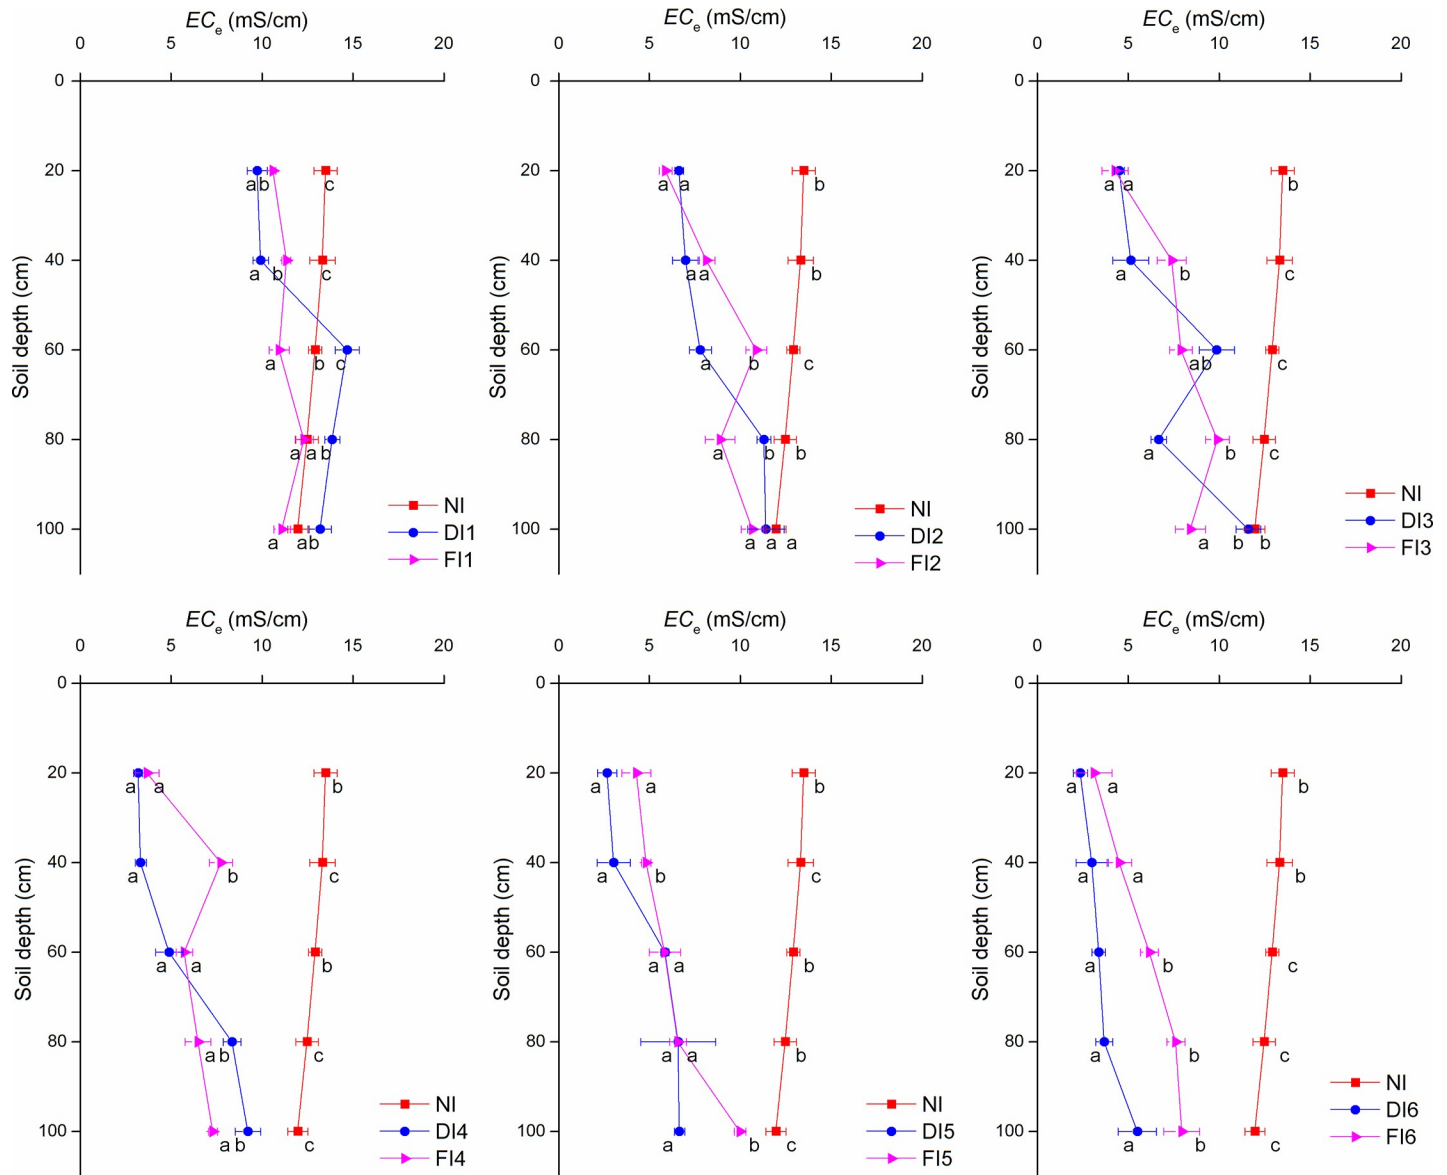 ECe (mS/cm)
0 5 10 15 20
Soil depth (cm)
0
20
ab c
40
a b c
60
a b c
80
a a b
100
a ab
NI
DI1
FI1
ECe (mS/cm)
0 5 10 15 20
Soil depth (cm)
0
20
a a b
40
a a b
60
a b c
80
a b b
100
a a a
NI
DI2
FI2
ECe (mS/cm)
0 5 10 15 20
Soil depth (cm)
0
20
a a b
40
a b c
60
ab c
80
a b c
100
a b b
NI
DI3
FI3
ECe (mS/cm)
0 5 10 15 20
Soil depth (cm)
0
20
a a b
40
a b c
60
a a b
80
a b c
100
a b c
NI
DI4
FI4
ECe (mS/cm)
0 5 10 15 20
Soil depth (cm)
0
20
a a b
40
a b c
60
a a b
80
a a b
100
a b c
NI
DI5
FI5
ECe (mS/cm)
0 5 10 15 20
Soil depth (cm)
0
20
a a b
40
a a b
60
a b c
80
a b c
100
a b c
NI
DI6
FI6